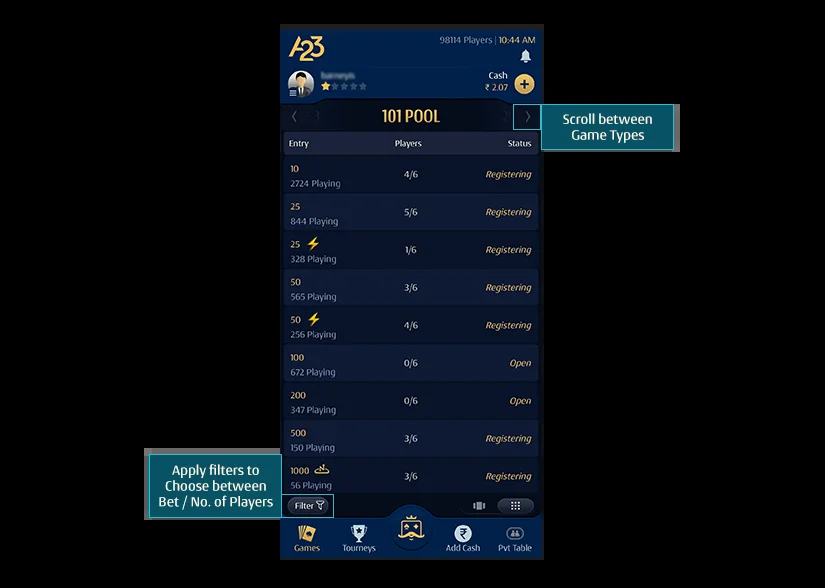 A23
98114 Players | 10:44 AM
Cash
₹ 2.07
101 POOL
Scroll between
Game Types
Entry Players Status
10
2724 Playing
4/6 Registering
25
844 Playing
5/6 Registering
25
328 Playing
1/6 Registering
50
565 Playing
3/6 Registering
50
256 Playing
4/6 Registering
100
672 Playing
0/6 Open
200
347 Playing
0/6 Open
500
150 Playing
3/6 Registering
1000
56 Playing
3/6 Registering
Apply filters to
Choose between
Bet / No. of Players
Filter
Games Tourneys Add Cash Pvt Table